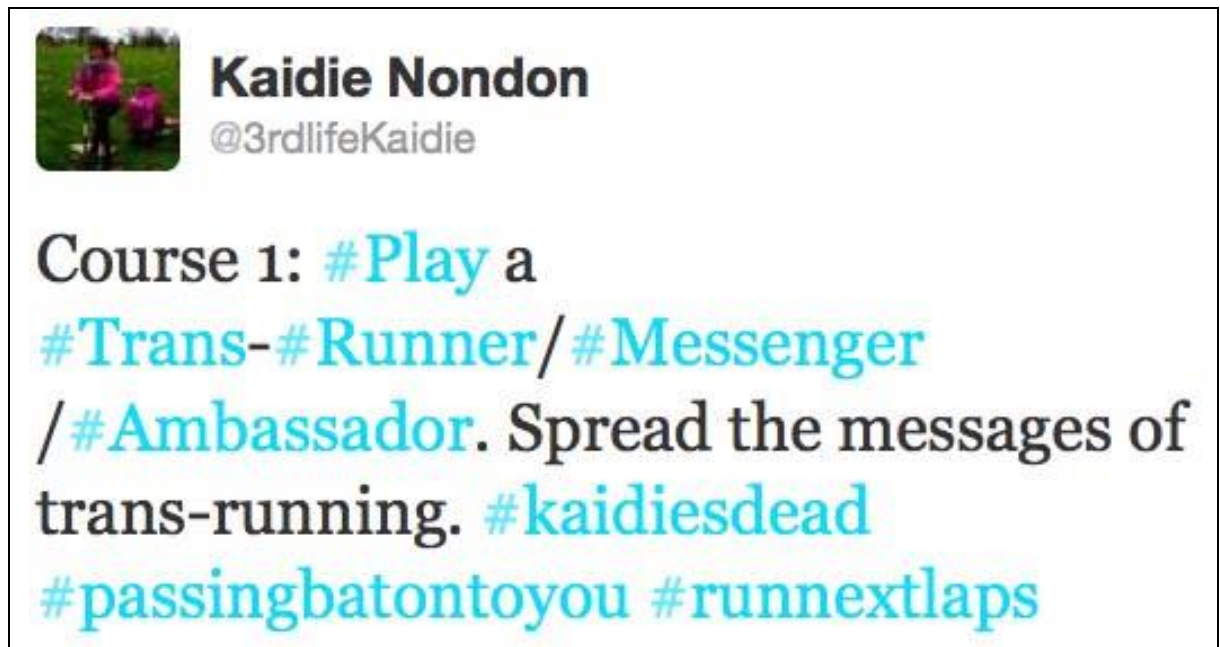 Kaidie Nondon
@3rdlifeKaidie
Course 1: #Play a
#Trans-#Runner/#Messenger
/#Ambassador. Spread the messages of
trans-running. #kaidiesdead
#passingbatontoyou #runnextlaps